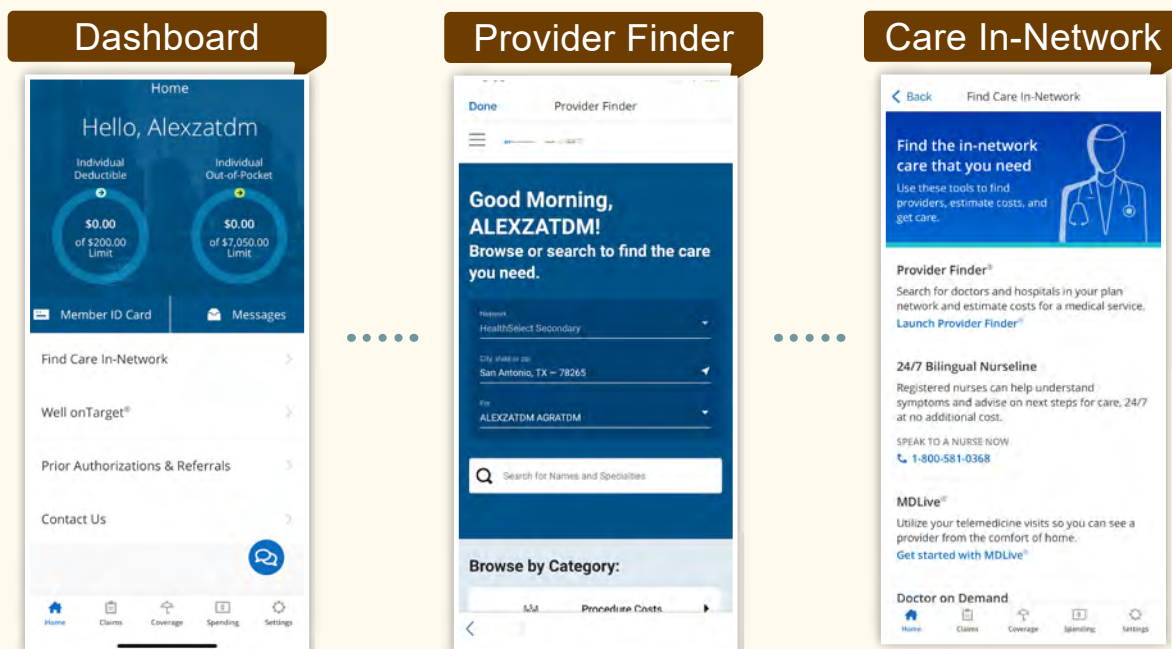 Dashboard
Home
Hello, Alexzatdm
Individual
Deductible
$0.00
of $200.00
Limit
Individual
Out-of-Pocket
$0.00
of $7,050.00
Limit
Member ID Card
Messages
Find Care In-Network
Well onTarget®
Prior Authorizations & Referrals
Contact Us
Home
Claims
Coverage
Spending
Settings
Provider Finder
Done
Provider Finder
Good Morning,
ALEXZATDM!
Browse or search to find the care
you need.
Network
HealthSelect Secondary
City, state or zip
San Antonio, TX – 78265
For
ALEXZATDM AGRATDM
Search for Names and Specialties
Browse by Category:
Procedure Costs
Care In-Network
Back
Find Care In-Network
Find the in-network
care that you need
Use these tools to find
providers, estimate costs, and
get care.
Provider Finder®
Search for doctors and hospitals in your plan
network and estimate costs for a medical service.
Launch Provider Finder®
24/7 Bilingual Nurseline
Registered nurses can help understand
symptoms and advise on next steps for care, 24/7
at no additional cost.
SPEAK TO A NURSE NOW
1-800-581-0368
MDLive®
Utilize your telemedicine visits so you can see a
provider from the comfort of home.
Get started with MDLive®
Doctor on Demand
Home
Claims
Coverage
Spending
Settings